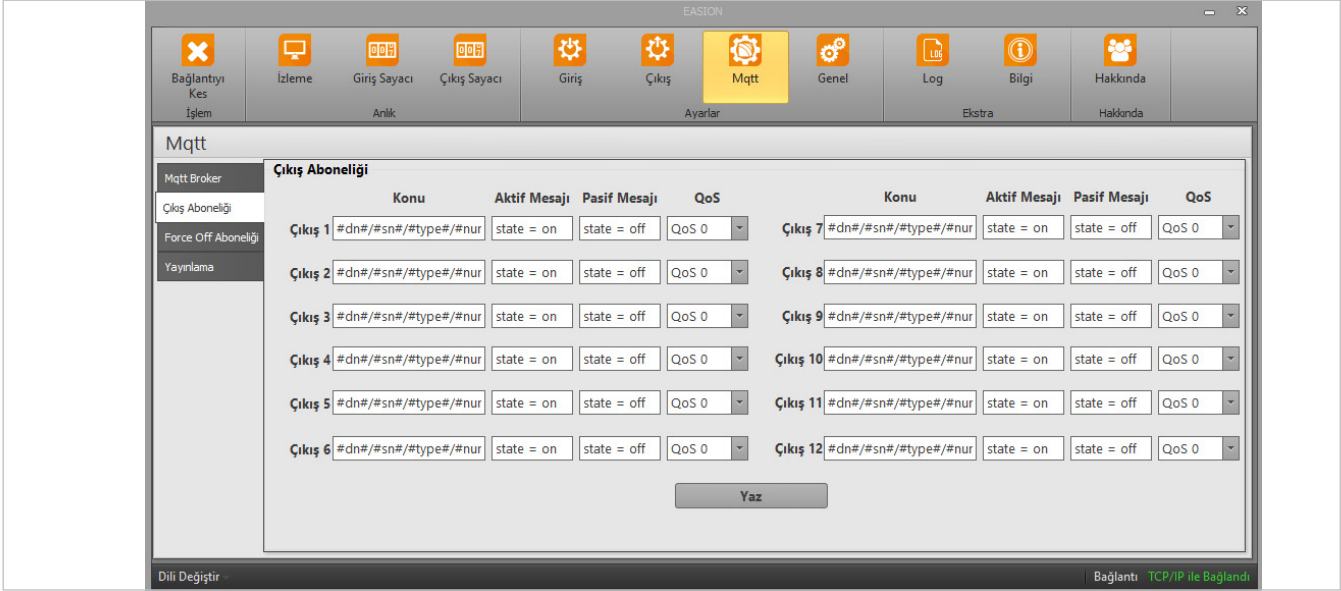 EASION
Bağlantıyı Kes İzleme Giriş Sayacı Çıkış Sayacı Giriş Çıkış Mqtt Genel Log Bilgi Hakkında
İşlem Anlık Ayarlar Ekstra Hakkında
Mqtt
Mqtt Broker
Çıkış Aboneliği
Force Off Aboneliği
Yayınlama
Çıkış Aboneliği
Konu Aktif Mesajı Pasif Mesajı QoS Konu Aktif Mesajı Pasif Mesajı QoS
Çıkış 1 #dn#/#sn#/#type#/#nur state = on state = off QoS 0 Çıkış 7 #dn#/#sn#/#type#/#nur state = on state = off QoS 0
Çıkış 2 #dn#/#sn#/#type#/#nur state = on state = off QoS 0 Çıkış 8 #dn#/#sn#/#type#/#nur state = on state = off QoS 0
Çıkış 3 #dn#/#sn#/#type#/#nur state = on state = off QoS 0 Çıkış 9 #dn#/#sn#/#type#/#nur state = on state = off QoS 0
Çıkış 4 #dn#/#sn#/#type#/#nur state = on state = off QoS 0 Çıkış 10 #dn#/#sn#/#type#/#nur state = on state = off QoS 0
Çıkış 5 #dn#/#sn#/#type#/#nur state = on state = off QoS 0 Çıkış 11 #dn#/#sn#/#type#/#nur state = on state = off QoS 0
Çıkış 6 #dn#/#sn#/#type#/#nur state = on state = off QoS 0 Çıkış 12 #dn#/#sn#/#type#/#nur state = on state = off QoS 0
Yaz
Dili Değiştir Bağlantı TCP/IP ile Bağlandı